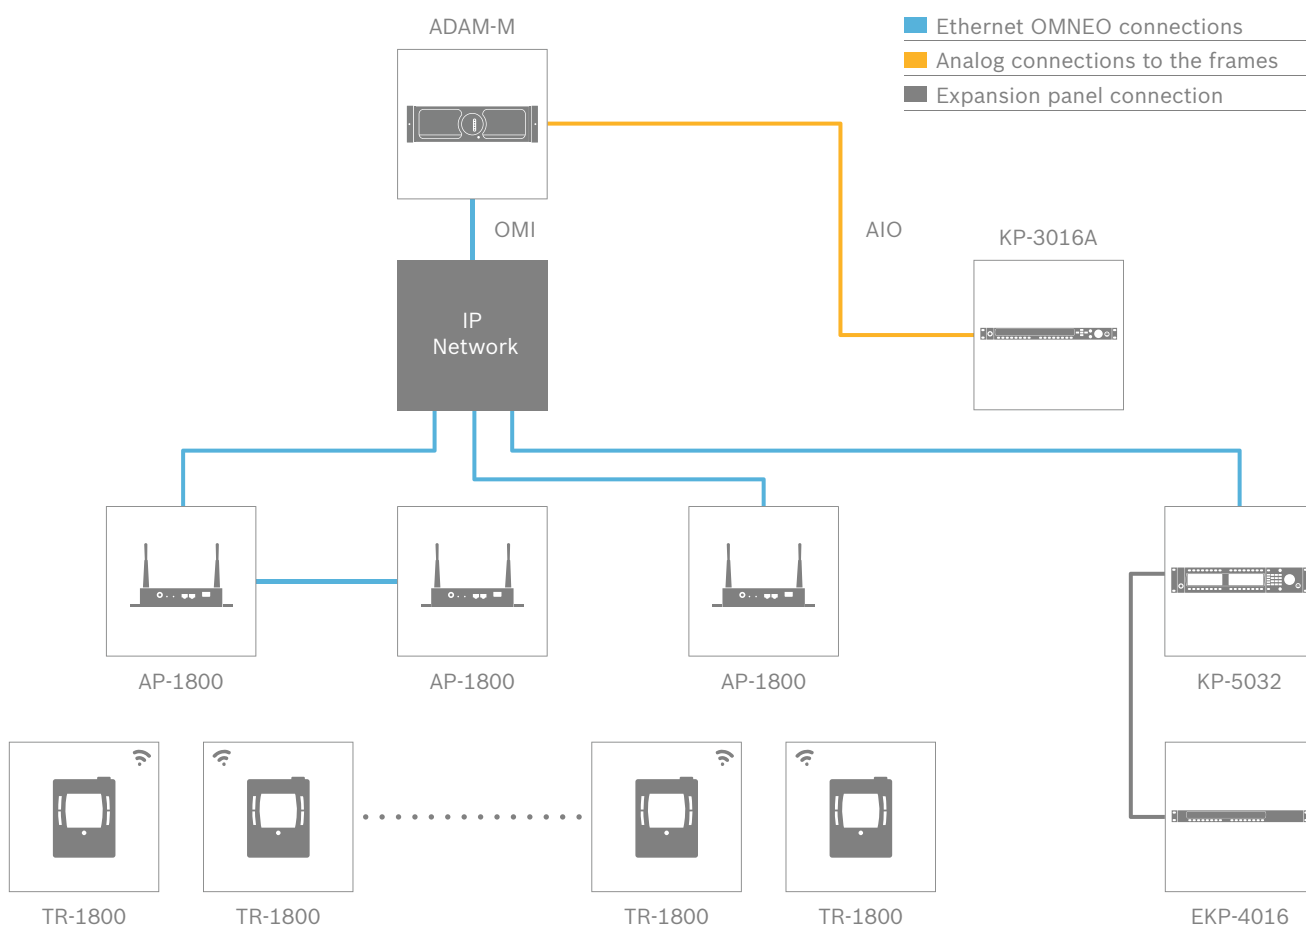 ADAM-M
Ethernet OMNEO connections
Analog connections to the frames
Expansion panel connection
OMI
AIO
KP-3016A
IP
Network
AP-1800
AP-1800
AP-1800
KP-5032
TR-1800
TR-1800
TR-1800
TR-1800
EKP-4016